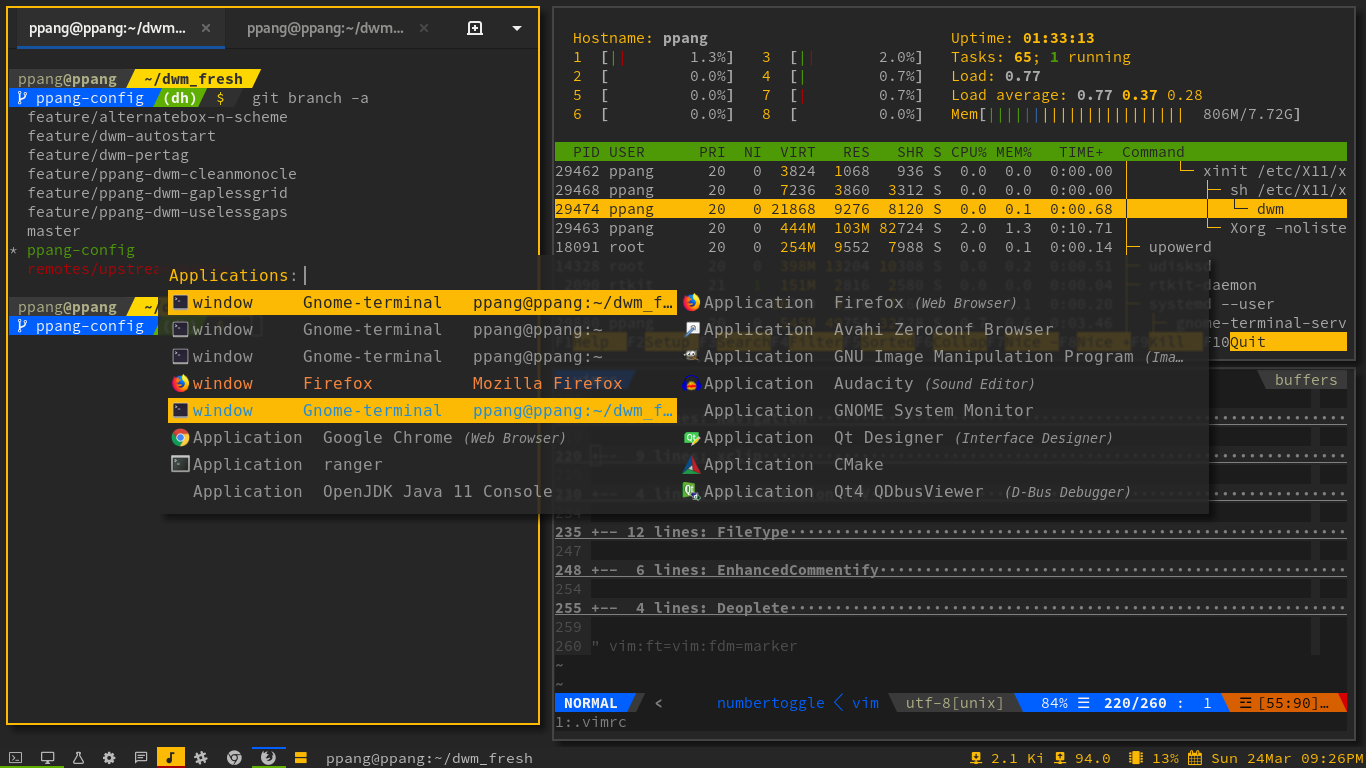 ppang@ppang:~/dwm... × ppang@ppang:~/dwm... ×
ppang@ppang ~/dwm_fresh
ppang-config (dh) $ git branch -a
feature/alternatebox-n-scheme
feature/dwm-autostart
feature/dwm-pertag
feature/ppang-dwm-cleanmonocle
feature/ppang-dwm-gaplessgrid
feature/ppang-dwm-uselessgaps
master
* ppang-config
remotes/upstre
ppang@ppang ~/
ppang-config
Hostname: ppang
1 [|| 1.3%] 3 [|| 2.0%]
2 [ 0.0%] 4 [| 0.7%]
5 [ 0.0%] 7 [| 0.7%]
6 [ 0.0%] 8 [ 0.0%]
Uptime: 01:33:13
Tasks: 65; 1 running
Load: 0.77
Load average: 0.77 0.37 0.28
Mem[|||||||||||||||||||||| 806M/7.72G]
PID USER PRI NI VIRT RES SHR S CPU% MEM% TIME+ Command
29462 ppang 20 0 3824 1068 936 S 0.0 0.0 0:00.00 └─ xinit /etc/X11/x
29468 ppang 20 0 7236 3860 3312 S 0.0 0.0 0:00.00 ├─ sh /etc/X11/x
29474 ppang 20 0 21868 9276 8120 S 0.0 0.1 0:00.68 └─ dwm
29463 ppang 20 0 444M 103M 82724 S 2.0 1.3 0:10.71 └─ Xorg -noliste
18091 root 20 0 254M 9552 7988 S 0.0 0.1 0:00.14 ├─ upowerd
14328 root 20 0 398M 13204 10308 S 0.0 0.2 0:00.51 ├─ udisksd
rtkit-daemon
systemd --user
gnome-terminal-serv
F10Quit
Applications:
window Gnome-terminal ppang@ppang:~/dwm_f…
window Gnome-terminal ppang@ppang:~
window Gnome-terminal ppang@ppang:~
window Firefox Mozilla Firefox
window Gnome-terminal ppang@ppang:~/dwm_f…
Application Google Chrome (Web Browser)
Application ranger
Application OpenJDK Java 11 Console
Application Firefox (Web Browser)
Application Avahi Zeroconf Browser
Application GNU Image Manipulation Program (Ima…
Application Audacity (Sound Editor)
Application GNOME System Monitor
Application Qt Designer (Interface Designer)
Application CMake
Application Qt4 QDbusViewer (D-Bus Debugger)
buffers
235 +-- 12 lines: FileType
247
248 +-- 6 lines: EnhancedCommentify
254
255 +-- 4 lines: Deoplete
259
260 " vim:ft=vim:fdm=marker
~
~
NORMAL < numbertoggle < vim utf-8[unix] 84% ☰ 220/260 : 1 ☲ [55:90]…
1:.vimrc
ppang@ppang:~/dwm_fresh 2.1 Ki 94.0 13% Sun 24Mar 09:26PM